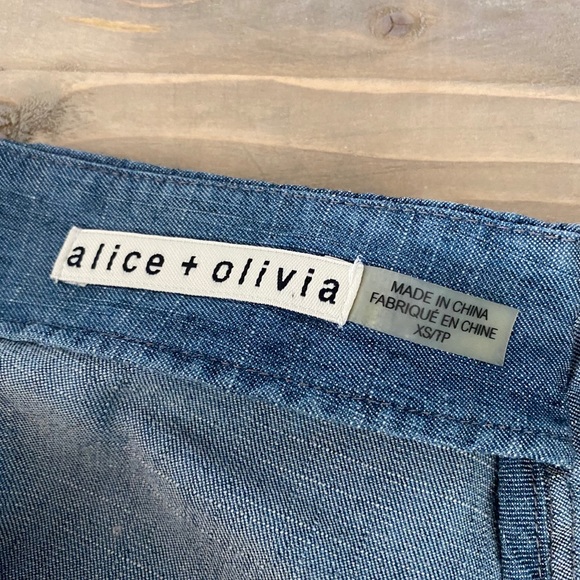 alice + olivia
MADE IN CHINA
FABRIQUÉ EN CHINE
XS/TP